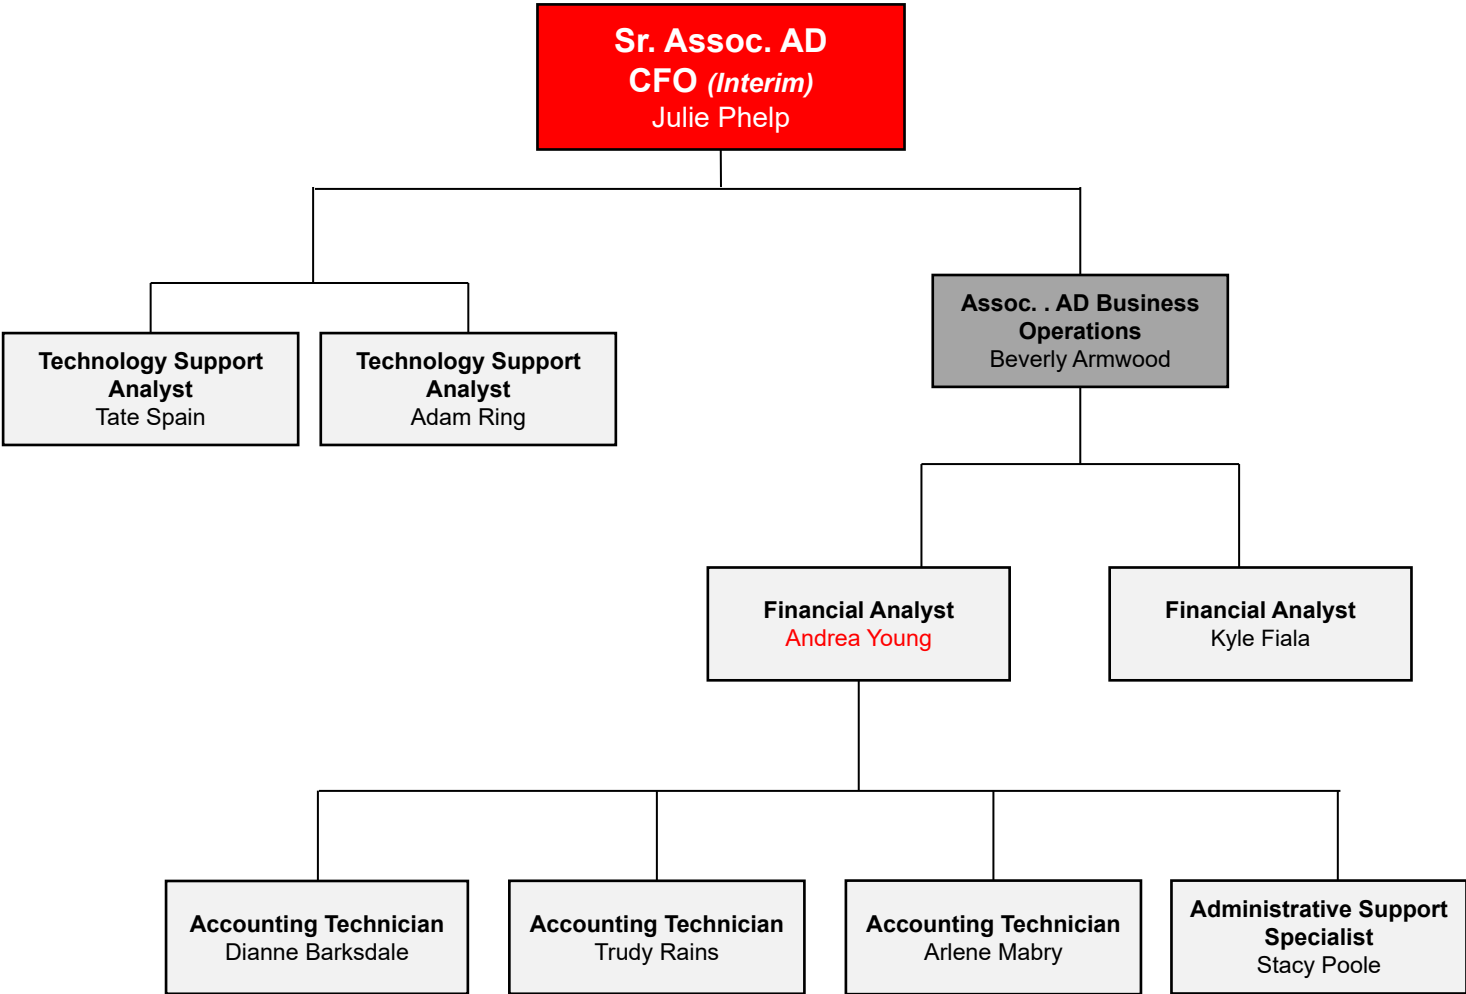 Sr. Assoc. AD
CFO (Interim)
Julie Phelp
Assoc. . AD Business
Operations
Beverly Armwood
Technology Support
Analyst
Tate Spain
Technology Support
Analyst
Adam Ring
Financial Analyst
Andrea Young
Financial Analyst
Kyle Fiala
Accounting Technician
Dianne Barksdale
Accounting Technician
Trudy Rains
Accounting Technician
Arlene Mabry
Administrative Support
Specialist
Stacy Poole